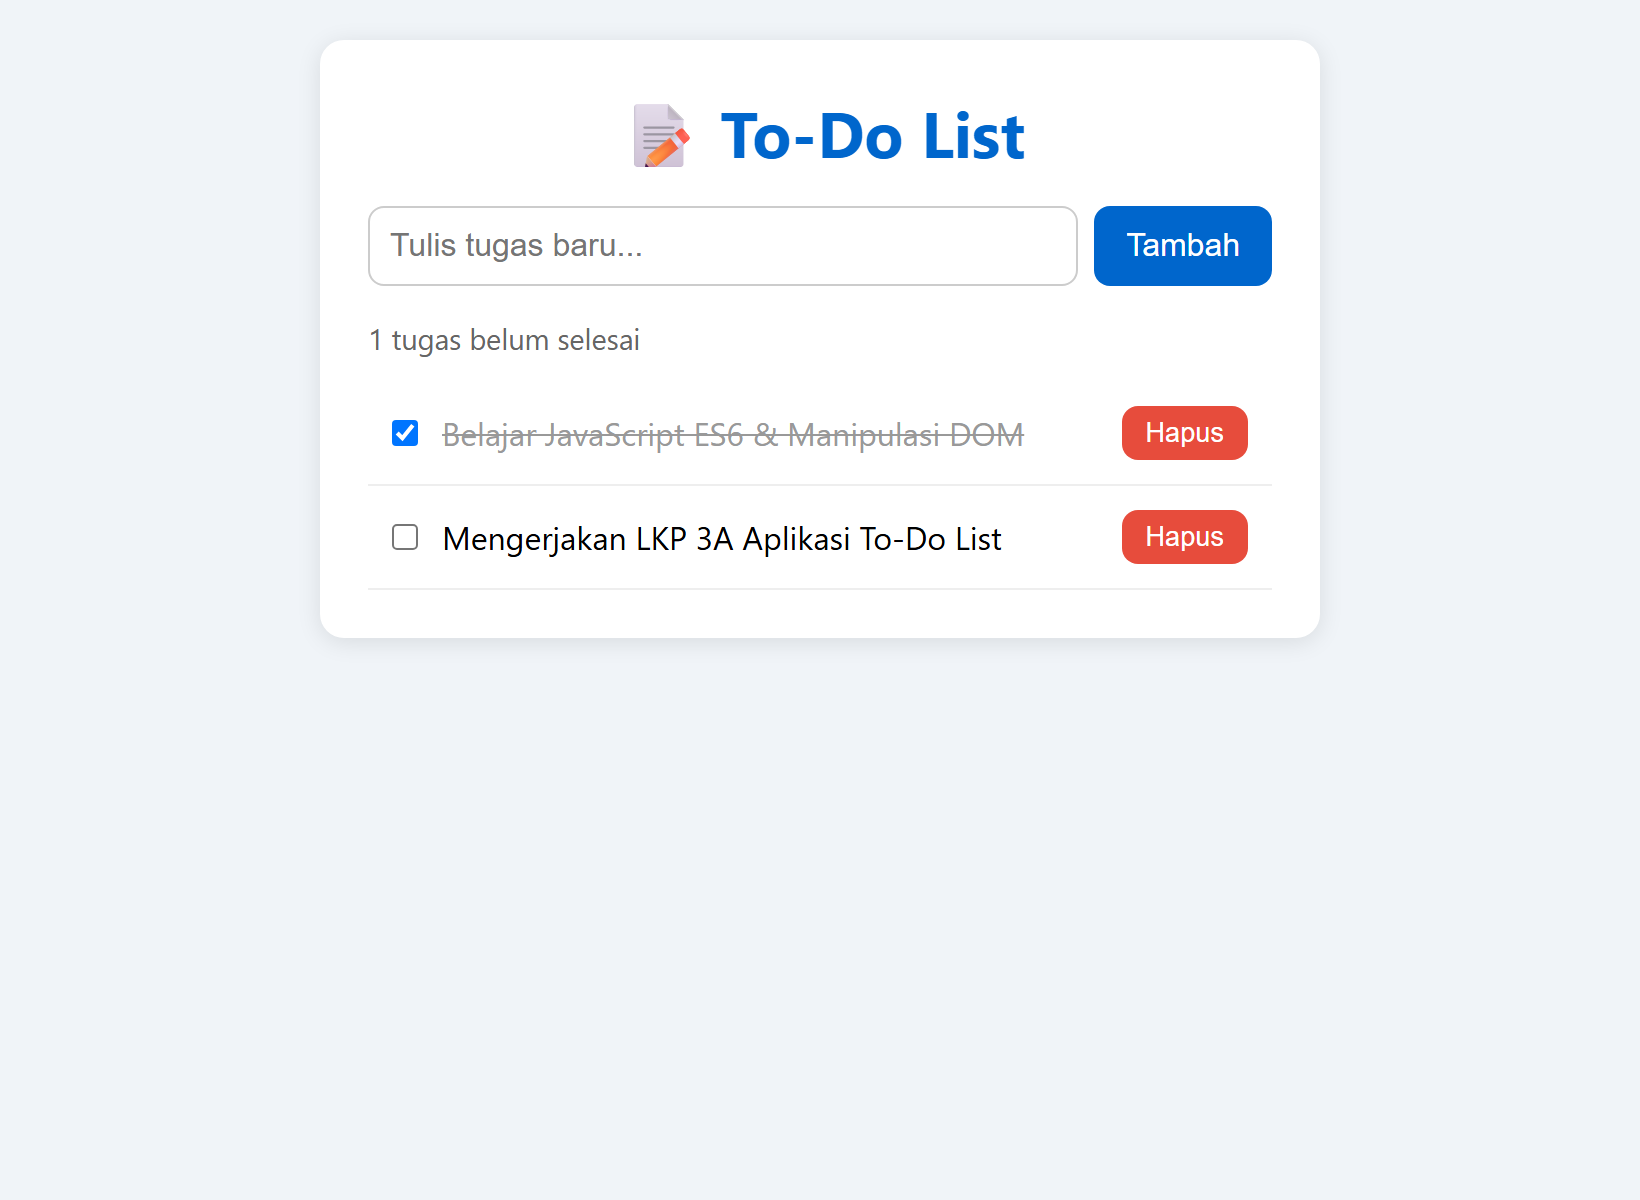 📝 To-Do List
Tulis tugas baru...
Tambah
1 tugas belum selesai
Belajar JavaScript ES6 & Manipulasi DOM
Hapus
Mengerjakan LKP 3A Aplikasi To-Do List
Hapus